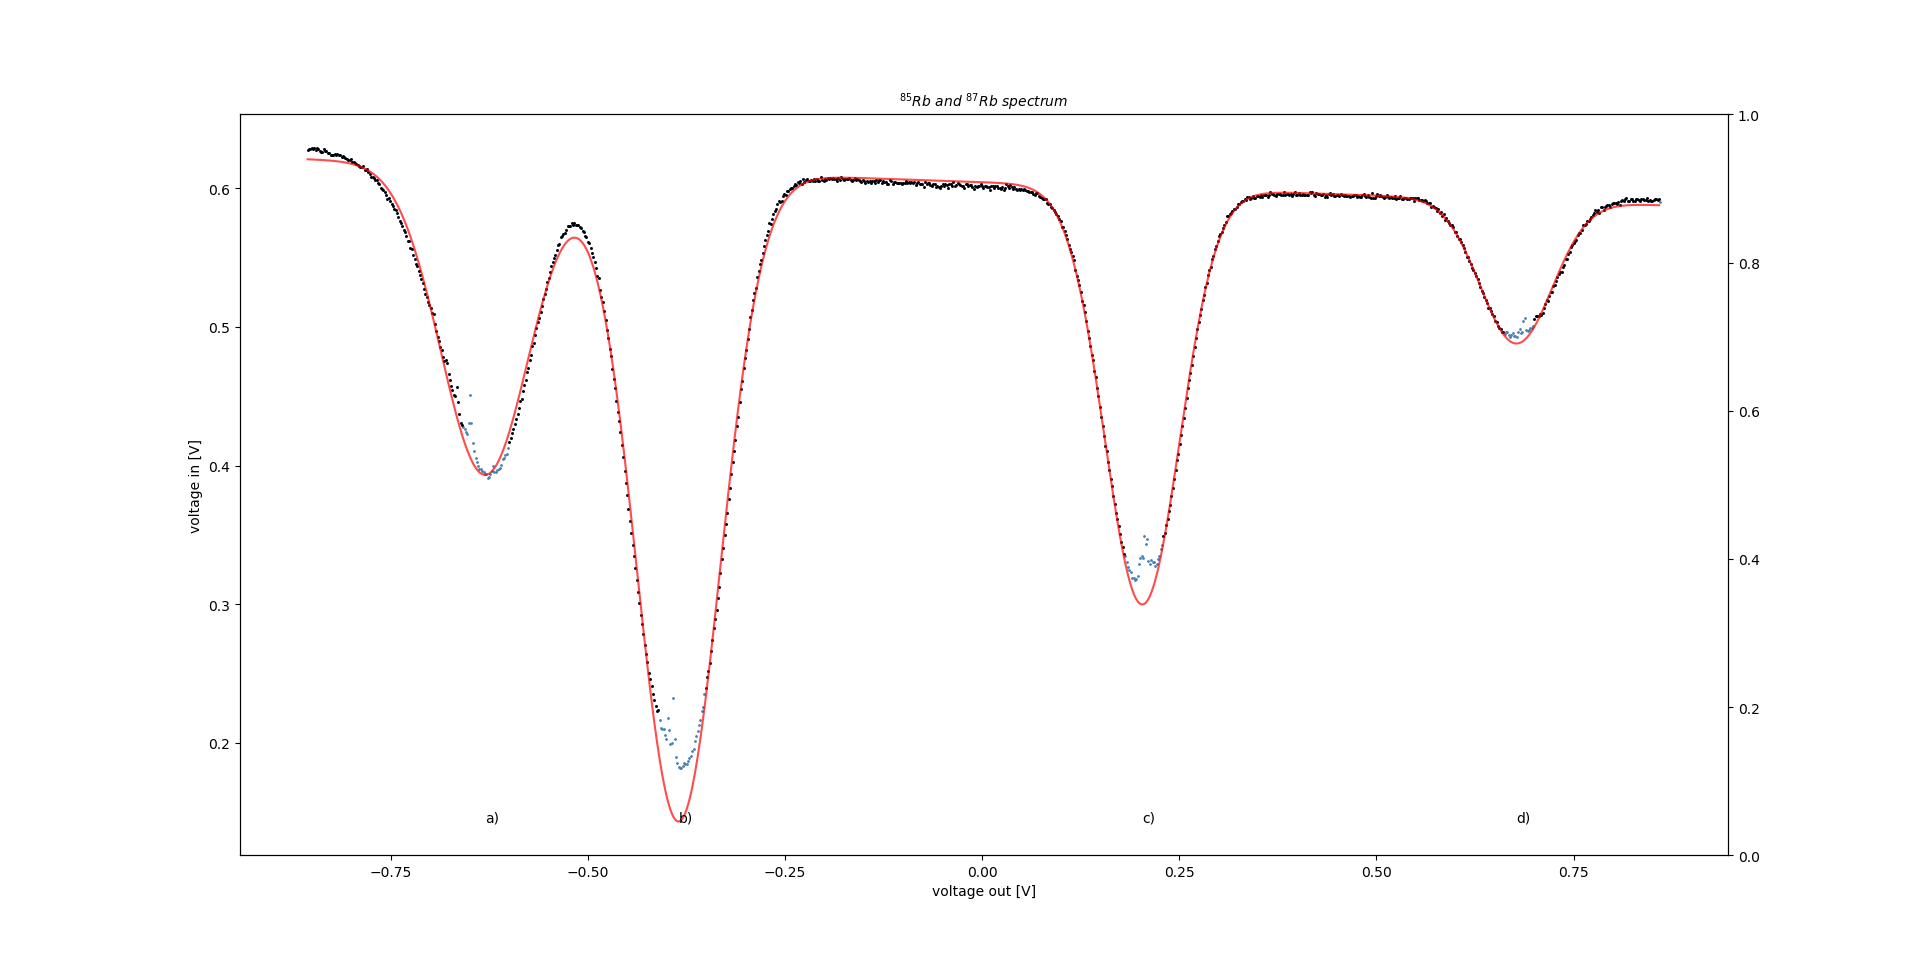 ⁸⁵Rb and ⁸⁷Rb spectrum
voltage in [V]
0.6
0.5
0.4
0.3
0.2
1.0
0.8
0.6
0.4
0.2
0.0
a)
b)
c)
d)
−0.75
−0.50
−0.25
0.00
0.25
0.50
0.75
voltage out [V]